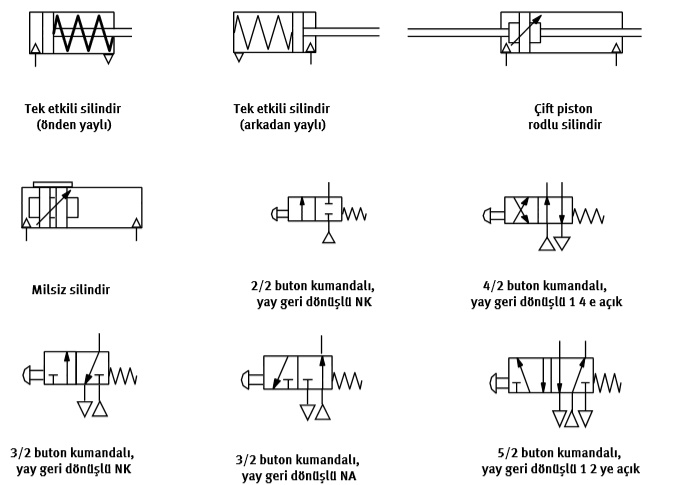 Tek etkili silindir
(önden yaylı)
Tek etkili silindir
(arkadan yaylı)
Çift piston
rodlu silindir
Milsiz silindir
2/2 buton kumandalı,
yay geri dönüşlü NK
4/2 buton kumandalı,
yay geri dönüşlü 1 4 e açık
3/2 buton kumandalı,
yay geri dönüşlü NK
3/2 buton kumandalı,
yay geri dönüşlü NA
5/2 buton kumandalı,
yay geri dönüşlü 1 2 ye açık